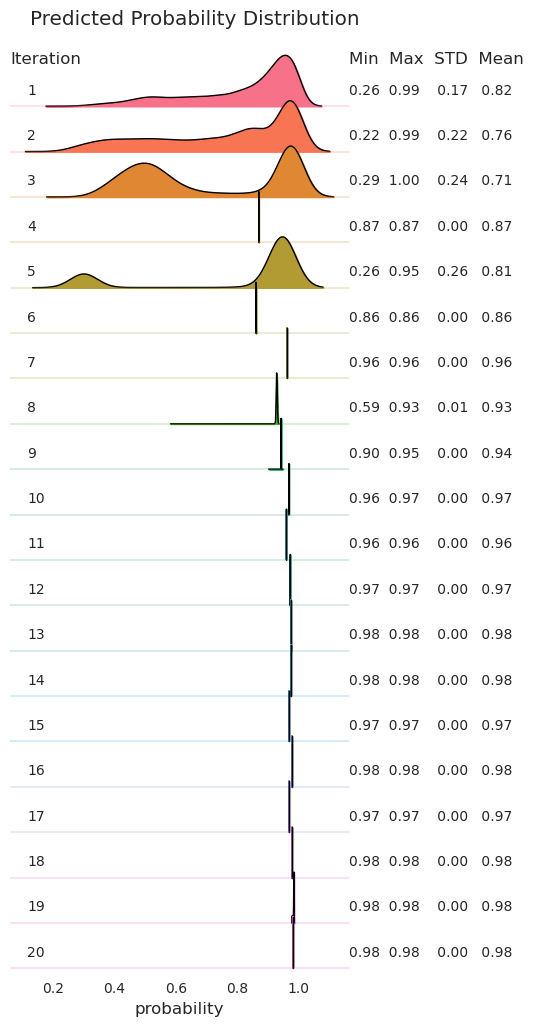 Predicted Probability Distribution
Iteration Min Max STD Mean
1 0.26 0.99 0.17 0.82
2 0.22 0.99 0.22 0.76
3 0.29 1.00 0.24 0.71
4 0.87 0.87 0.00 0.87
5 0.26 0.95 0.26 0.81
6 0.86 0.86 0.00 0.86
7 0.96 0.96 0.00 0.96
8 0.59 0.93 0.01 0.93
9 0.90 0.95 0.00 0.94
10 0.96 0.97 0.00 0.97
11 0.96 0.96 0.00 0.96
12 0.97 0.97 0.00 0.97
13 0.98 0.98 0.00 0.98
14 0.98 0.98 0.00 0.98
15 0.97 0.97 0.00 0.97
16 0.98 0.98 0.00 0.98
17 0.97 0.97 0.00 0.97
18 0.98 0.98 0.00 0.98
19 0.98 0.98 0.00 0.98
20 0.98 0.98 0.00 0.98
0.2 0.4 0.6 0.8 1.0
probability